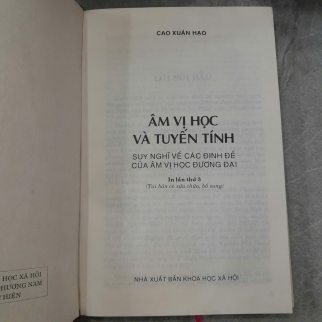 CAO XUÂN HẠO
ÂM VỊ HỌC
VÀ TUYẾN TÍNH
SUY NGHĨ VỀ CÁC ĐỊNH ĐỀ
CỦA ÂM VỊ HỌC ĐƯƠNG ĐẠI
In lần thứ 3
(Tái bản có sửa chữa, bổ sung)
NHÀ XUẤT BẢN KHOA HỌC XÃ HỘI
HỌC XÃ HỘI
PHƯƠNG NAM
HIỆN